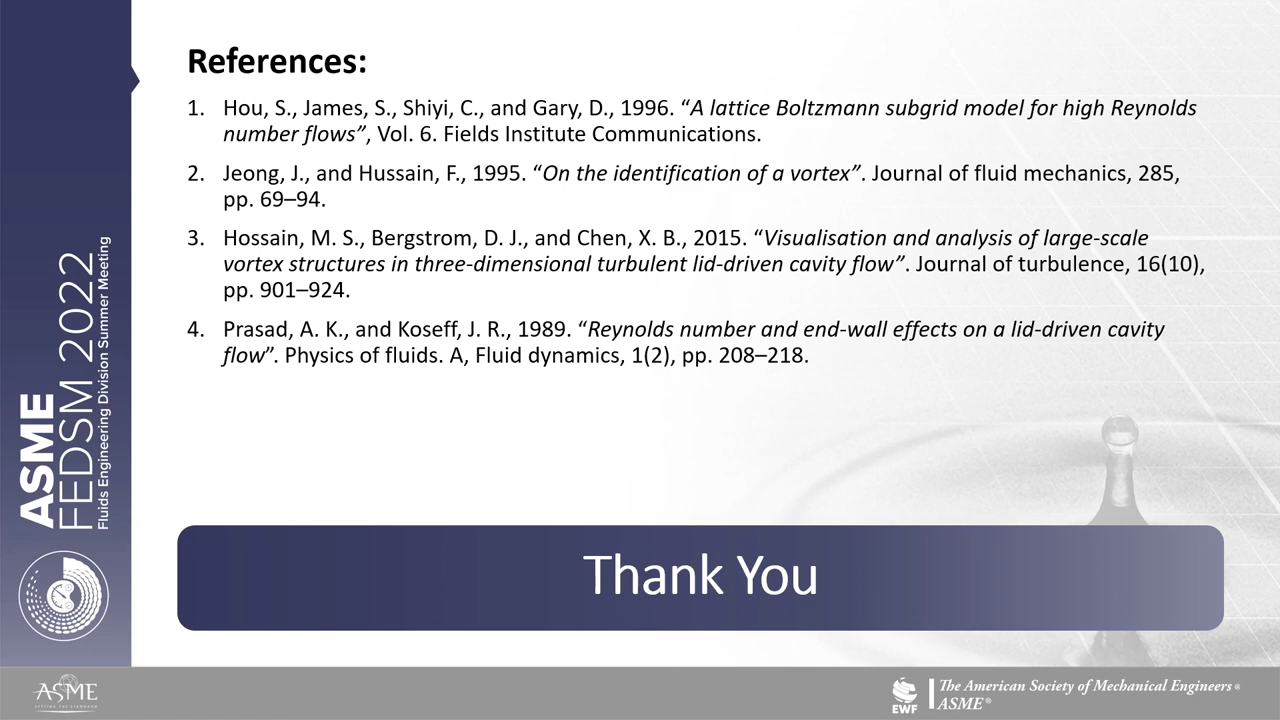 References:
1. Hou, S., James, S., Shiyi, C., and Gary, D., 1996. “A lattice Boltzmann subgrid model for high Reynolds
number flows”, Vol. 6. Fields Institute Communications.
2. Jeong, J., and Hussain, F., 1995. “On the identification of a vortex”. Journal of fluid mechanics, 285,
pp. 69–94.
3. Hossain, M. S., Bergstrom, D. J., and Chen, X. B., 2015. “Visualisation and analysis of large-scale
vortex structures in three-dimensional turbulent lid-driven cavity flow”. Journal of turbulence, 16(10),
pp. 901–924.
4. Prasad, A. K., and Koseff, J. R., 1989. “Reynolds number and end-wall effects on a lid-driven cavity
flow”. Physics of fluids. A, Fluid dynamics, 1(2), pp. 208–218.
Thank You
ASME
FEDSM 2022
Fluids Engineering Division Summer Meeting
ASME
SETTING THE STANDARD
EWF
The American Society of Mechanical Engineers ®
ASME ®